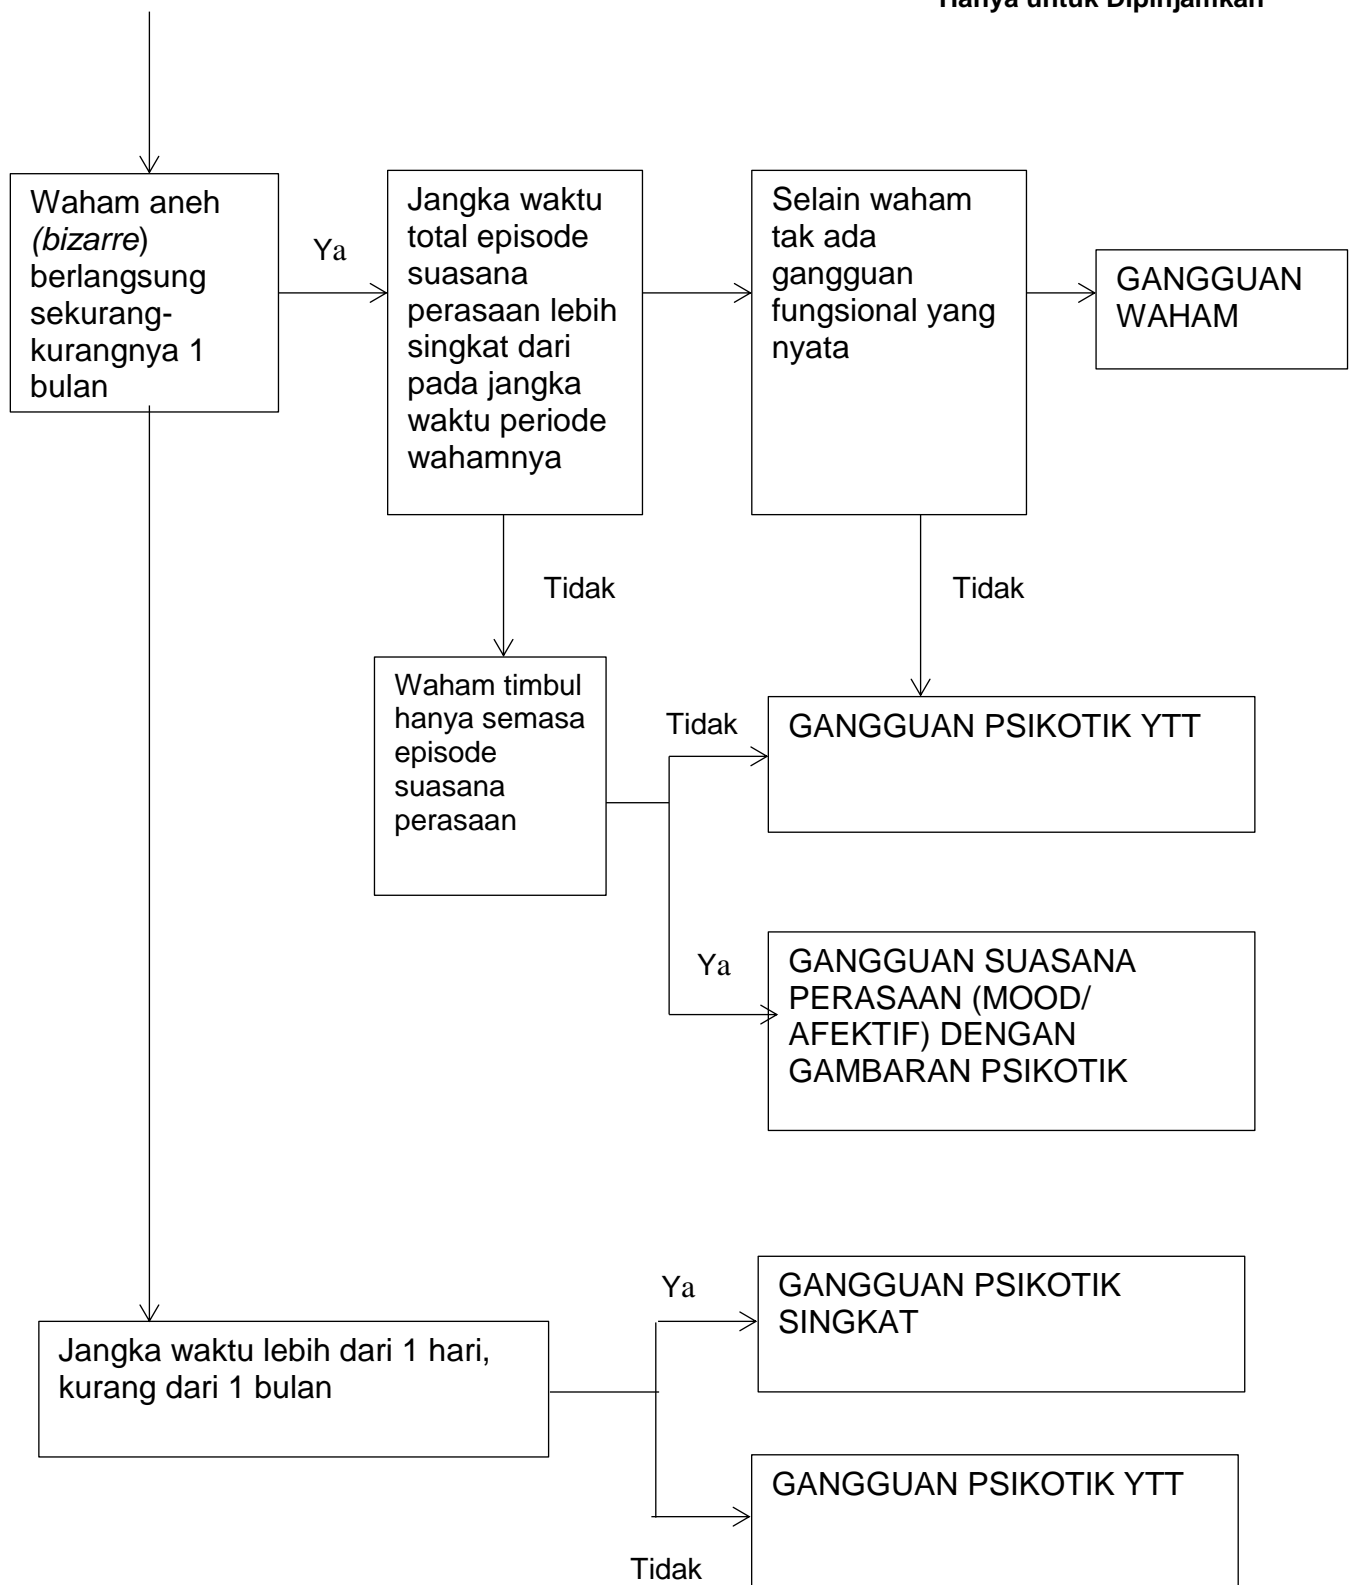 Hanya untuk Dipinjamkan
Waham aneh
(bizarre)
berlangsung
sekurang-
kurangnya 1
bulan
Ya
Jangka waktu
total episode
suasana
perasaan lebih
singkat dari
pada jangka
waktu periode
wahamnya
Selain waham
tak ada
gangguan
fungsional yang
nyata
GANGGUAN
WAHAM
Tidak
Tidak
Waham timbul
hanya semasa
episode
suasana
perasaan
Tidak
GANGGUAN PSIKOTIK YTT
Ya
GANGGUAN SUASANA
PERASAAN (MOOD/
AFEKTIF) DENGAN
GAMBARAN PSIKOTIK
Jangka waktu lebih dari 1 hari,
kurang dari 1 bulan
Ya
GANGGUAN PSIKOTIK
SINGKAT
GANGGUAN PSIKOTIK YTT
Tidak